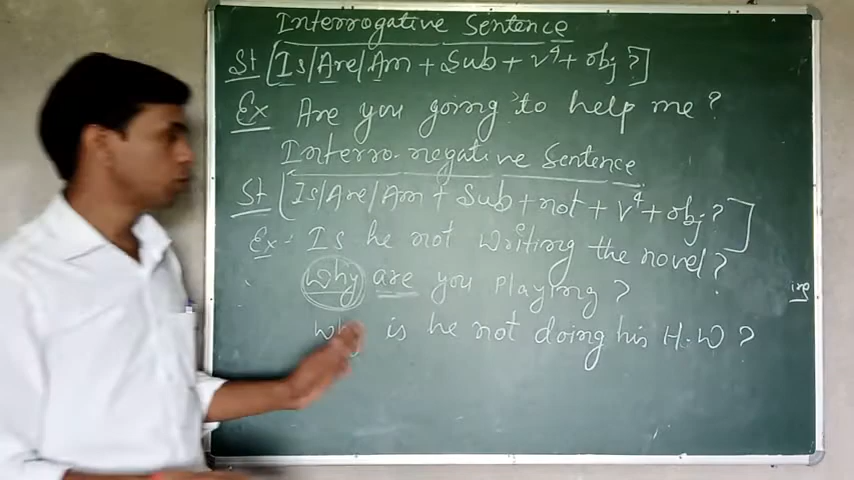 Interrogative Sentence
St [Is/Are/Am + Sub + v⁴ + obj ?]
Ex Are you going to help me ?
Interro-negative Sentence
St [Is/Are/Am + Sub + not + v⁴ + obj ?]
Ex :- Is he not writing the novel ?
Why are you playing ?
ing
Why is he not doing his H.W ?